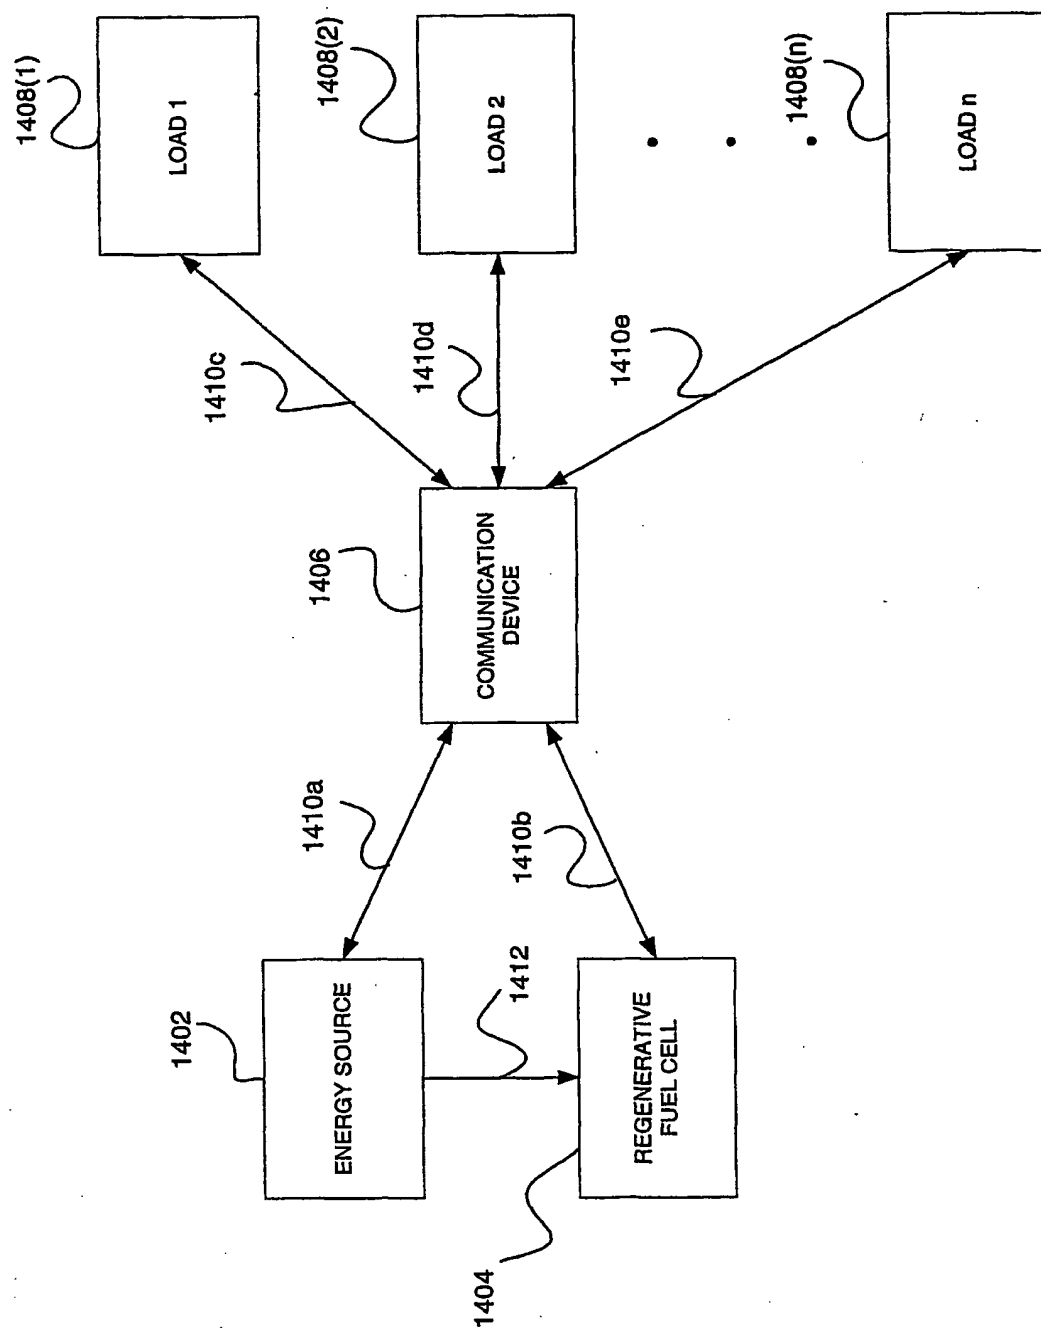 1402
ENERGY SOURCE
1412
1404
REGENERATIVE
FUEL CELL
1410a
1410b
1406
COMMUNICATION
DEVICE
1410c
1410d
1410e
1408(1)
LOAD 1
1408(2)
LOAD 2
1408(n)
LOAD n